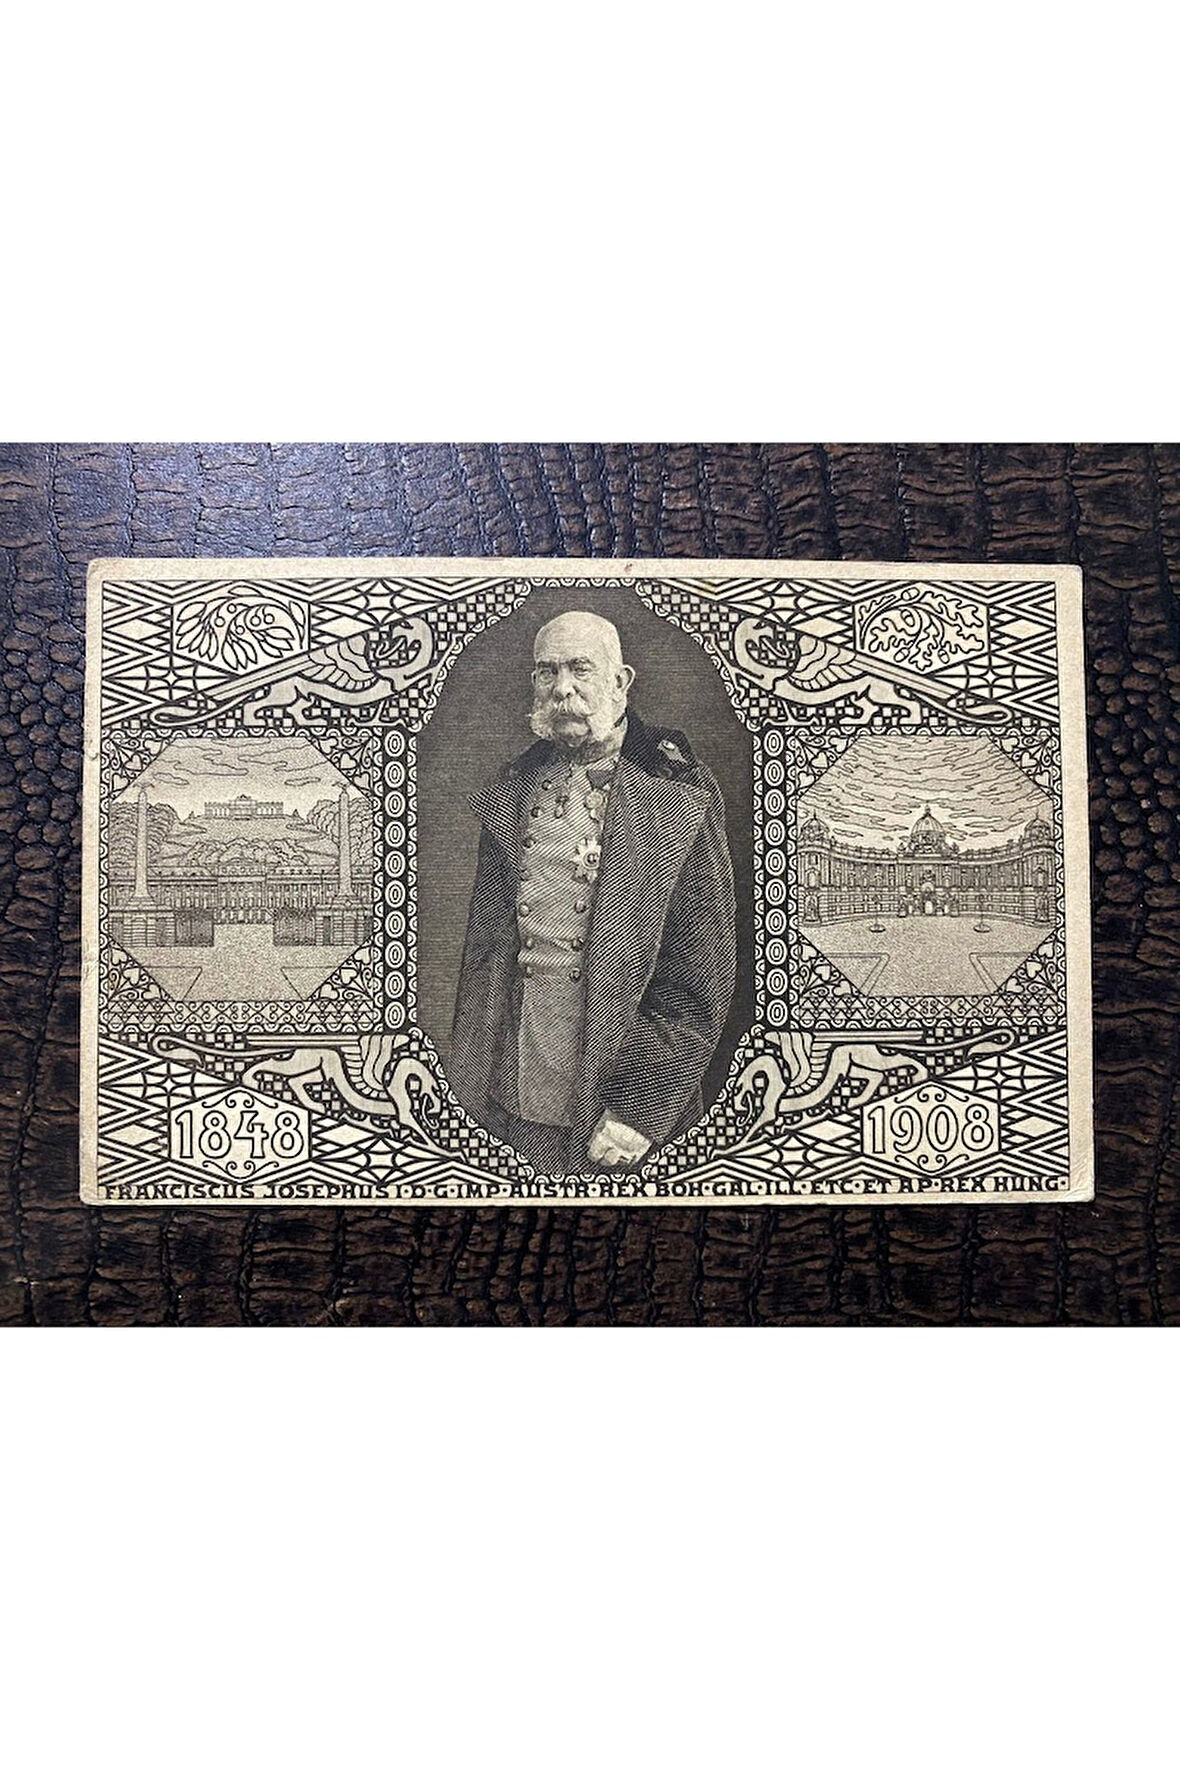 1848
1908
FRANCISCUS JOSEPHUS I·D·G·IMP·AUSTR·REX BOH·GAL·ILL·ETC·ET AP·REX HUNG·